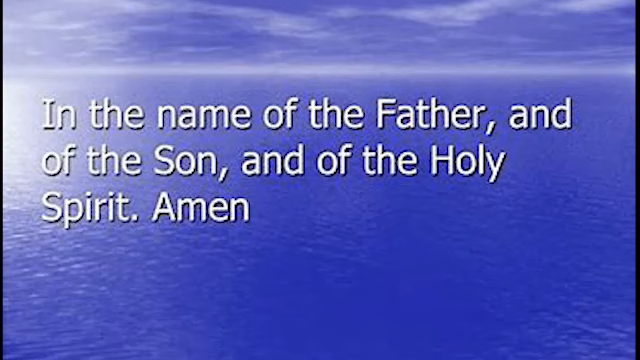 In the name of the Father, and
of the Son, and of the Holy
Spirit. Amen